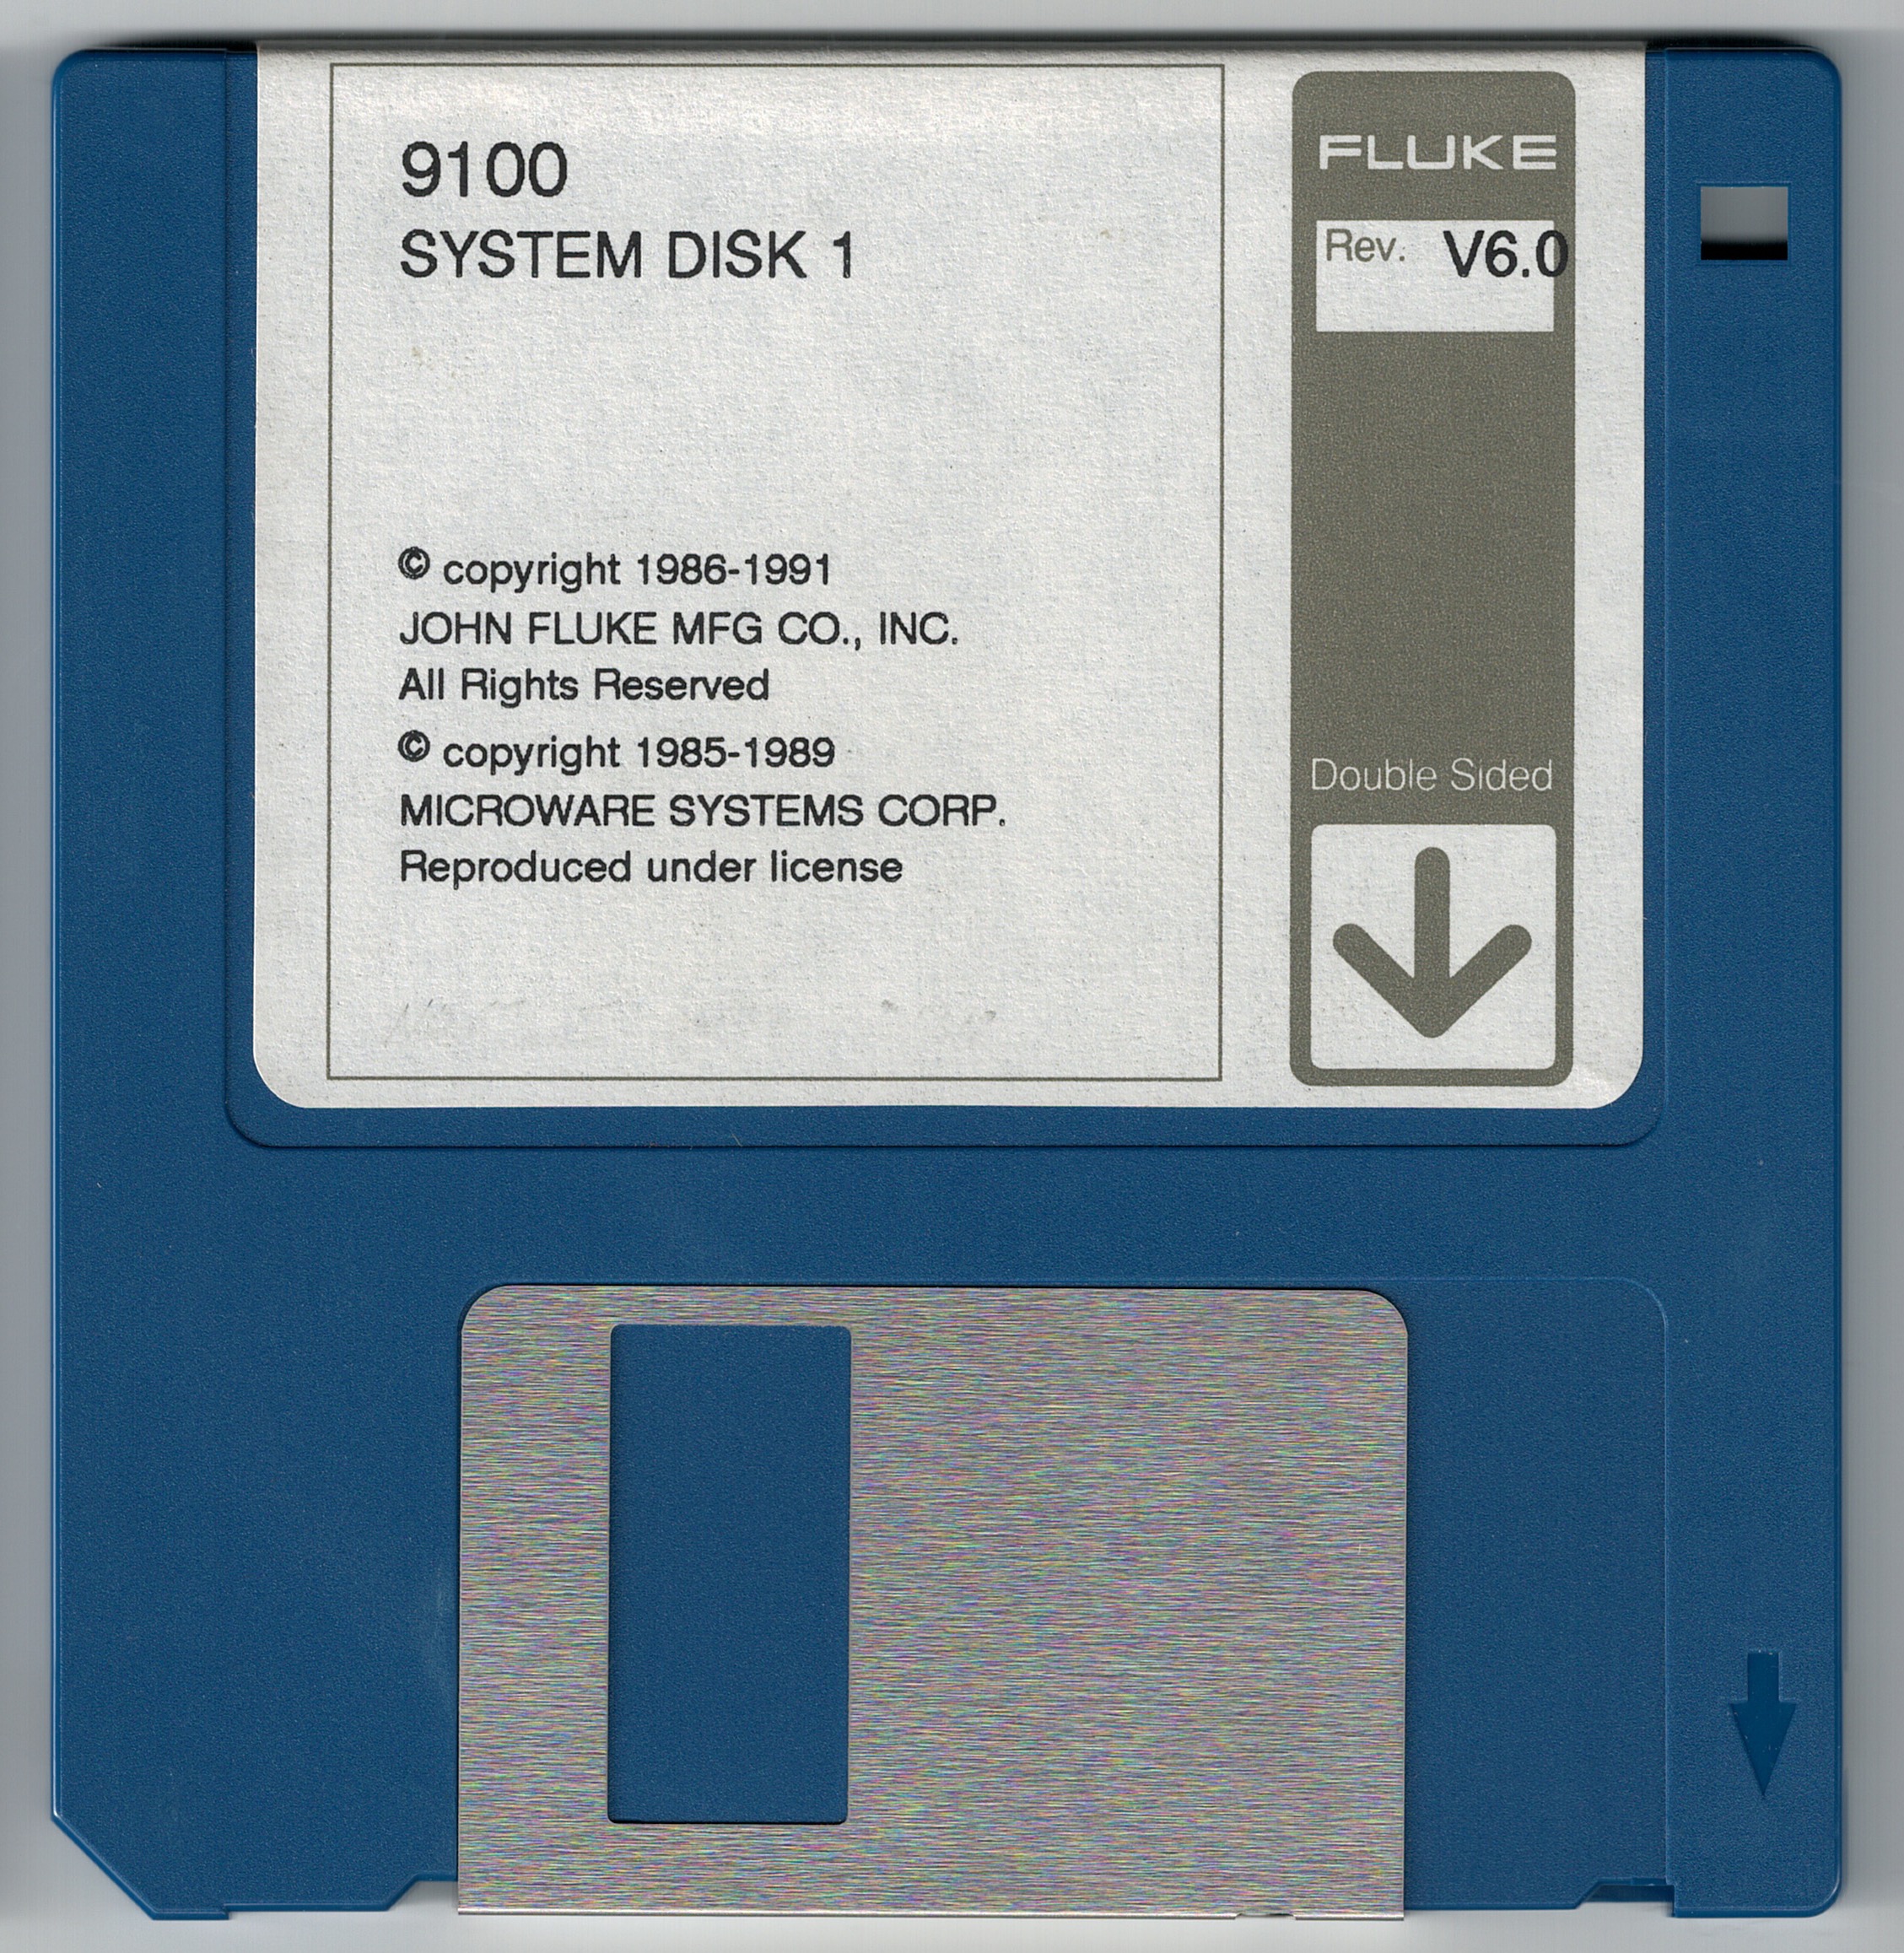 9100
SYSTEM DISK 1
© copyright 1986-1991
JOHN FLUKE MFG CO., INC.
All Rights Reserved
© copyright 1985-1989
MICROWARE SYSTEMS CORP.
Reproduced under license
FLUKE
Rev. V6.0
Double Sided